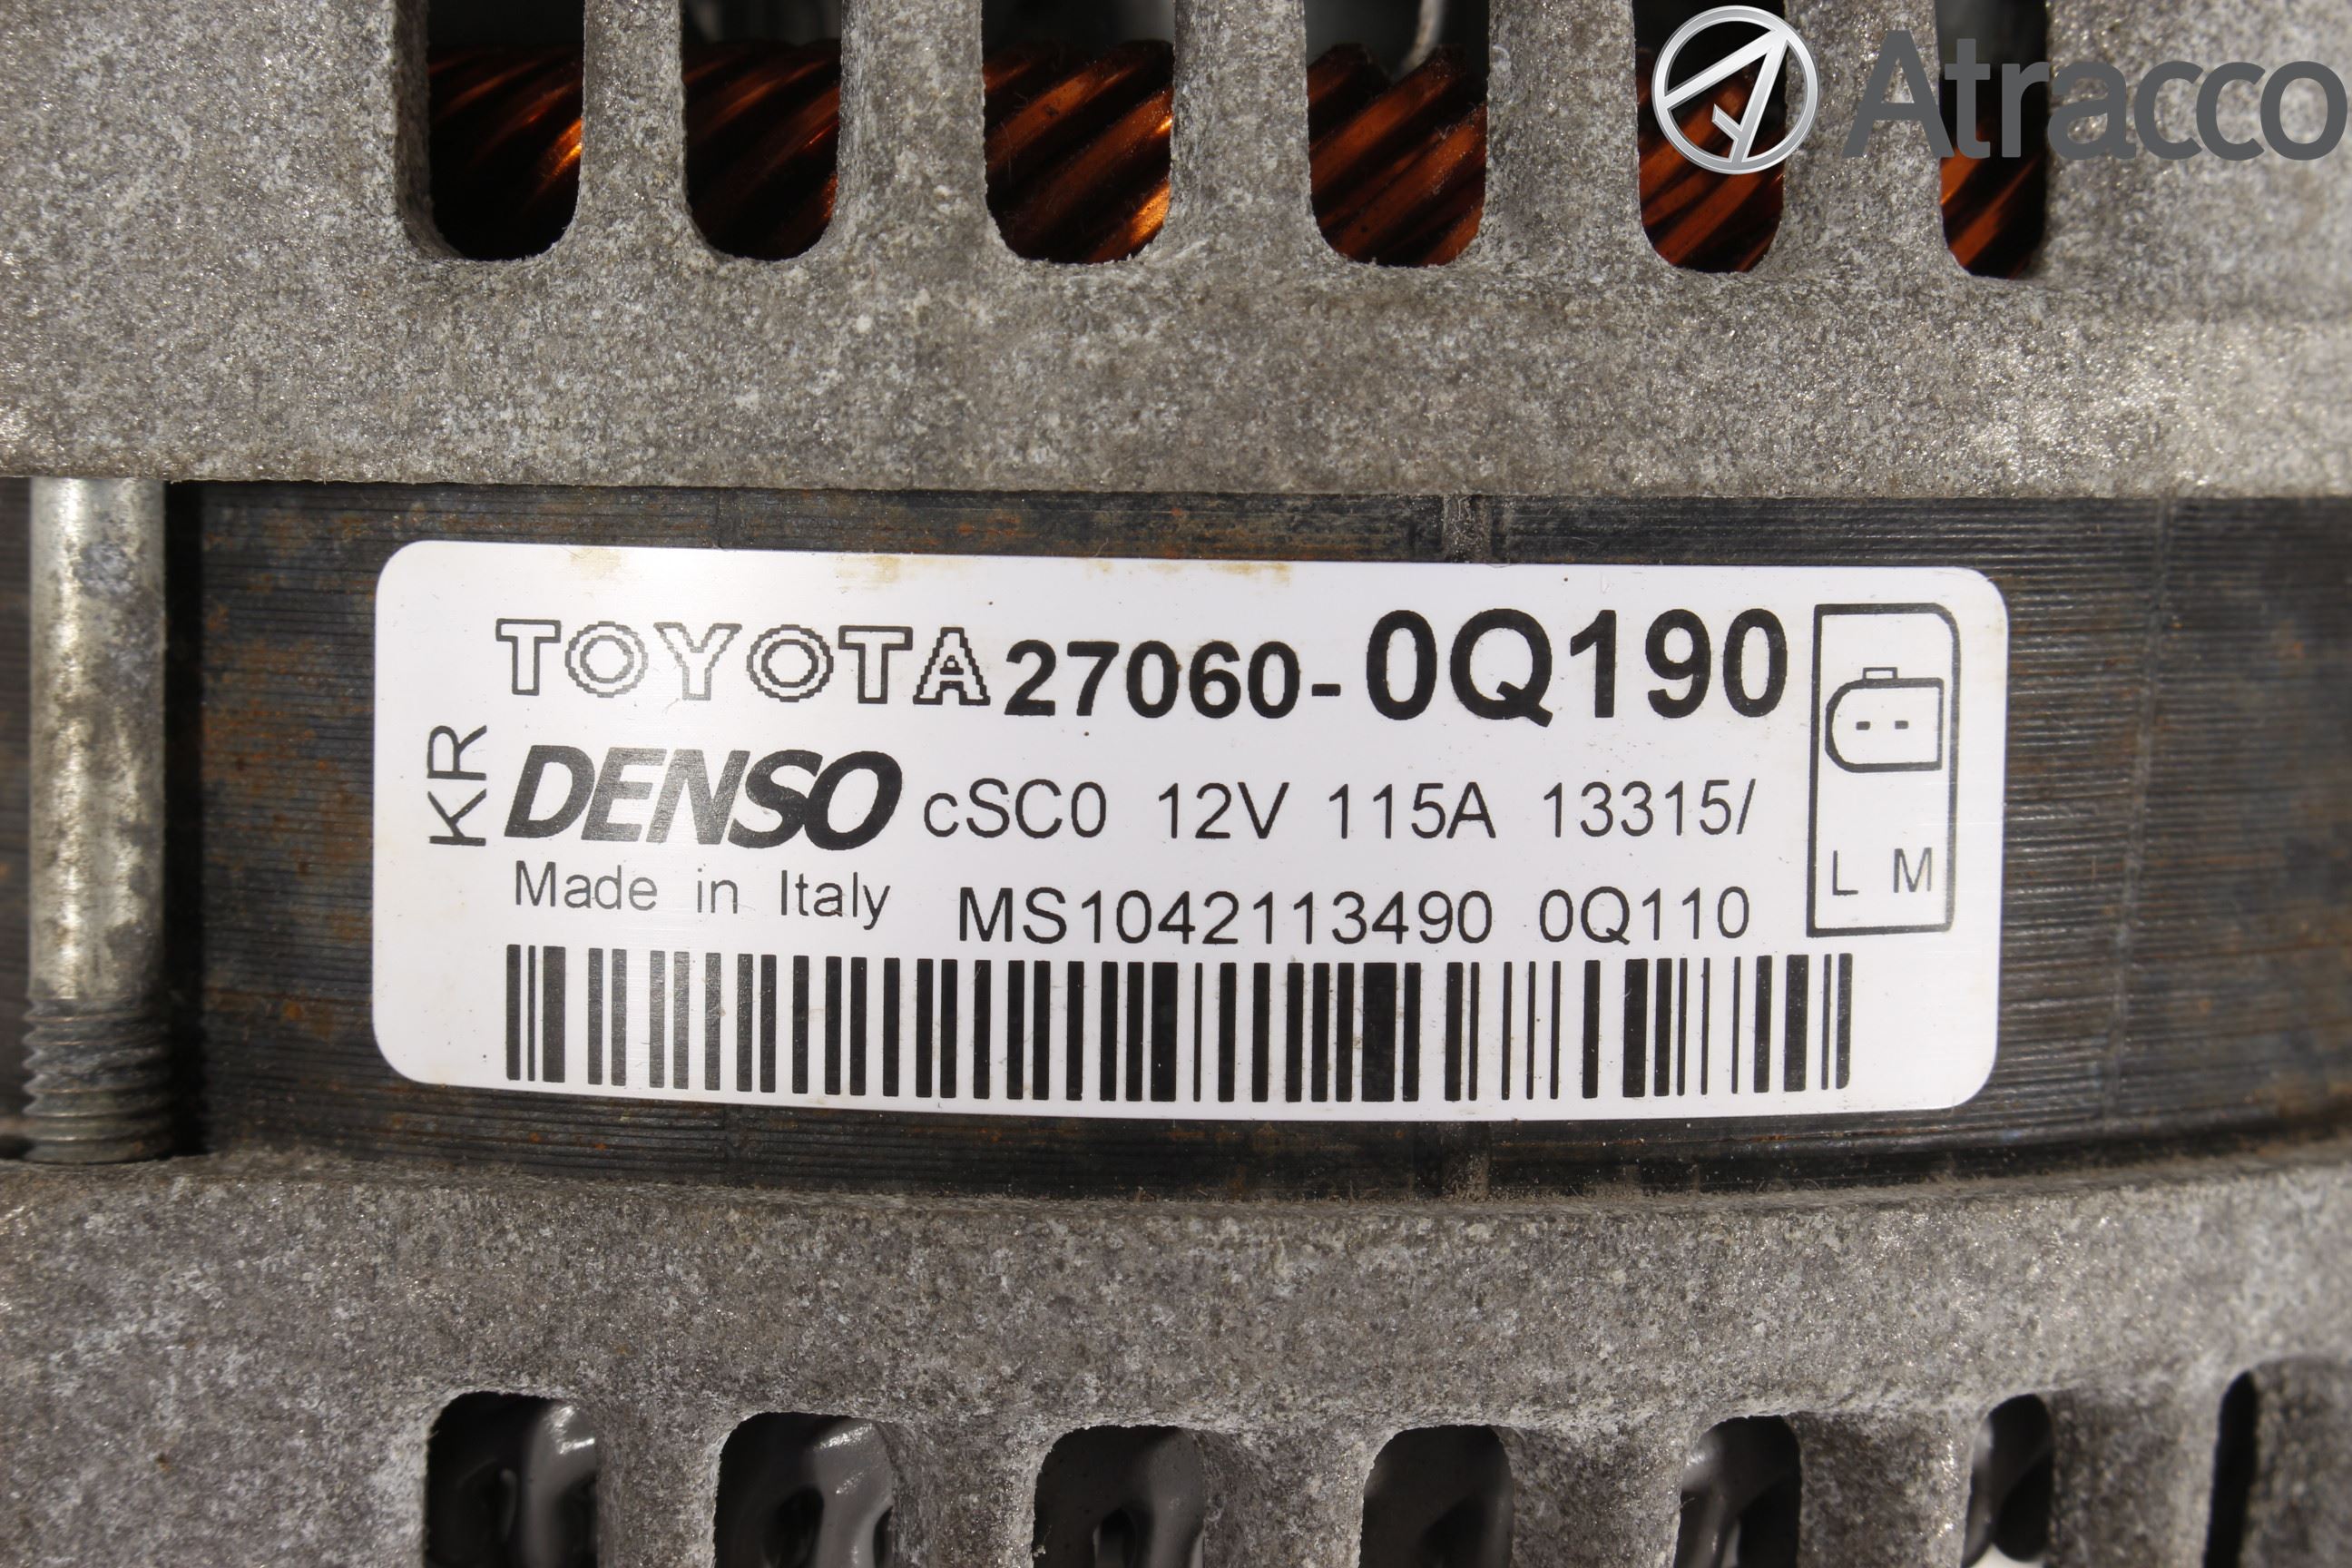 Atracco
TOYOTA 27060-0Q190
KR
DENSO cSC0 12V 115A 13315/
Made in Italy MS1042113490 0Q110
L M